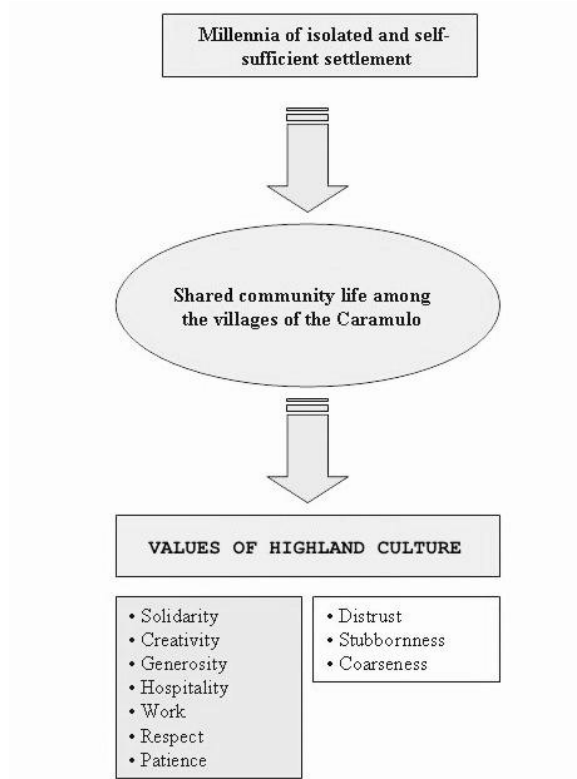 Millennia of isolated and self-
sufficient settlement
Shared community life among
the villages of the Caramulo
VALUES OF HIGHLAND CULTURE
• Solidarity
• Creativity
• Generosity
• Hospitality
• Work
• Respect
• Patience
• Distrust
• Stubbornness
• Coarseness